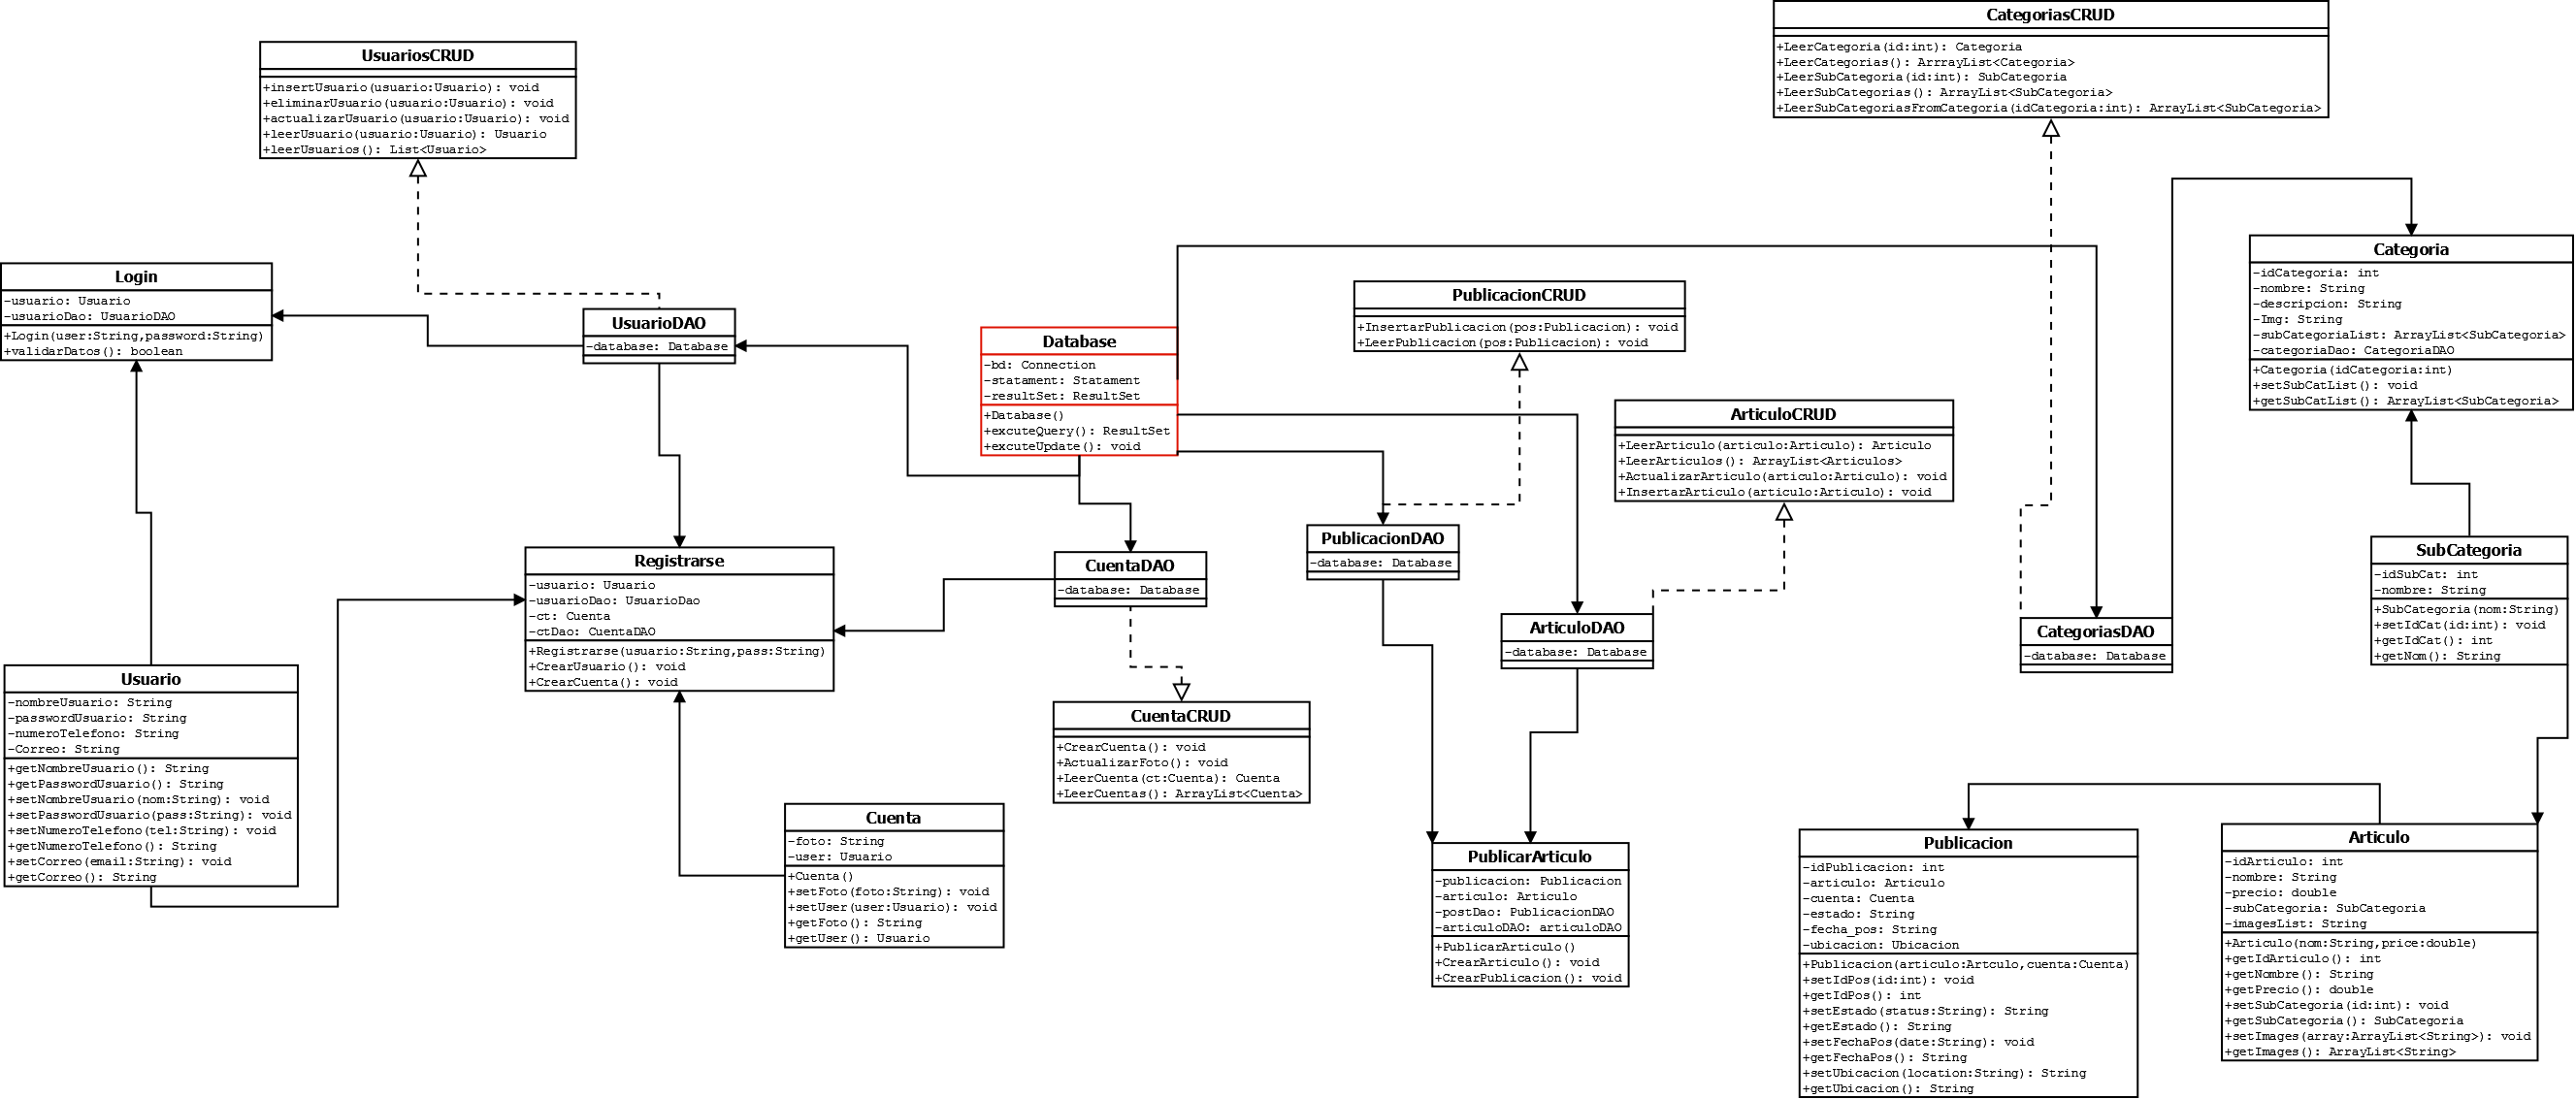 CategoriasCRUD
+LeerCategoria(id:int): Categoria
+LeerCategorias(): ArrrayList<Categoria>
+LeerSubCategoria(id:int): SubCategoria
+LeerSubCategorias(): ArrayList<SubCategoria>
+LeerSubCategoriasFromCategoria(idCategoria:int): ArrayList<SubCategoria>
UsuariosCRUD
+insertUsuario(usuario:Usuario): void
+eliminarUsuario(usuario:Usuario): void
+actualizarUsuario(usuario:Usuario): void
+leerUsuario(usuario:Usuario): Usuario
+leerUsuarios(): List<Usuario>
Login
-usuario: Usuario
-usuarioDao: UsuarioDAO
+Login(user:String,password:String)
+validarDatos(): boolean
UsuarioDAO
-database: Database
Database
-bd: Connection
-statament: Statament
-resultSet: ResultSet
+Database()
+excuteQuery(): ResultSet
+excuteUpdate(): void
PublicacionCRUD
+InsertarPublicacion(pos:Publicacion): void
+LeerPublicacion(pos:Publicacion): void
ArticuloCRUD
+LeerArticulo(articulo:Articulo): Articulo
+LeerArticulos(): ArrayList<Articulos>
+ActualizarArticulo(articulo:Articulo): void
+InsertarArticulo(articulo:Articulo): void
Categoria
-idCategoria: int
-nombre: String
-descripcion: String
-Img: String
-subCategoriaList: ArrayList<SubCategoria>
-categoriaDao: CategoriaDAO
+Categoria(idCategoria:int)
+setSubCatList(): void
+getSubCatList(): ArrayList<SubCategoria>
Registrarse
-usuario: Usuario
-usuarioDao: UsuarioDao
-ct: Cuenta
-ctDao: CuentaDAO
+Registrarse(usuario:String,pass:String)
+CrearUsuario(): void
+CrearCuenta(): void
CuentaDAO
-database: Database
PublicacionDAO
-database: Database
ArticuloDAO
-database: Database
CategoriasDAO
-database: Database
SubCategoria
-idSubCat: int
-nombre: String
+SubCategoria(nom:String)
+setIdCat(id:int): void
+getIdCat(): int
+getNom(): String
Usuario
-nombreUsuario: String
-passwordUsuario: String
-numeroTelefono: String
-Correo: String
+getNombreUsuario(): String
+getPasswordUsuario(): String
+setNombreUsuario(nom:String): void
+setPasswordUsuario(pass:String): void
+setNumeroTelefono(tel:String): void
+getNumeroTelefono(): String
+setCorreo(email:String): void
+getCorreo(): String
CuentaCRUD
+CrearCuenta(): void
+ActualizarFoto(): void
+LeerCuenta(ct:Cuenta): Cuenta
+LeerCuentas(): ArrayList<Cuenta>
Cuenta
-foto: String
-user: Usuario
+Cuenta()
+setFoto(foto:String): void
+setUser(user:Usuario): void
+getFoto(): String
+getUser(): Usuario
PublicarArticulo
-publicacion: Publicacion
-articulo: Articulo
-postDao: PublicacionDAO
-articuloDAO: articuloDAO
+PublicarArticulo()
+CrearArticulo(): void
+CrearPublicacion(): void
Publicacion
-idPublicacion: int
-articulo: Articulo
-cuenta: Cuenta
-estado: String
-fecha_pos: String
-ubicacion: Ubicacion
+Publicacion(articulo:Artculo,cuenta:Cuenta)
+setIdPos(id:int): void
+getIdPos(): int
+setEstado(status:String): String
+getEstado(): String
+setFechaPos(date:String): void
+getFechaPos(): String
+setUbicacion(location:String): String
+getUbicacion(): String
Articulo
-idArticulo: int
-nombre: String
-precio: double
-subCategoria: SubCategoria
-imagesList: String
+Articulo(nom:String,price:double)
+getIdArticulo(): int
+getNombre(): String
+getPrecio(): double
+setSubCategoria(id:int): void
+getSubCategoria(): SubCategoria
+setImages(array:ArrayList<String>): void
+getImages(): ArrayList<String>